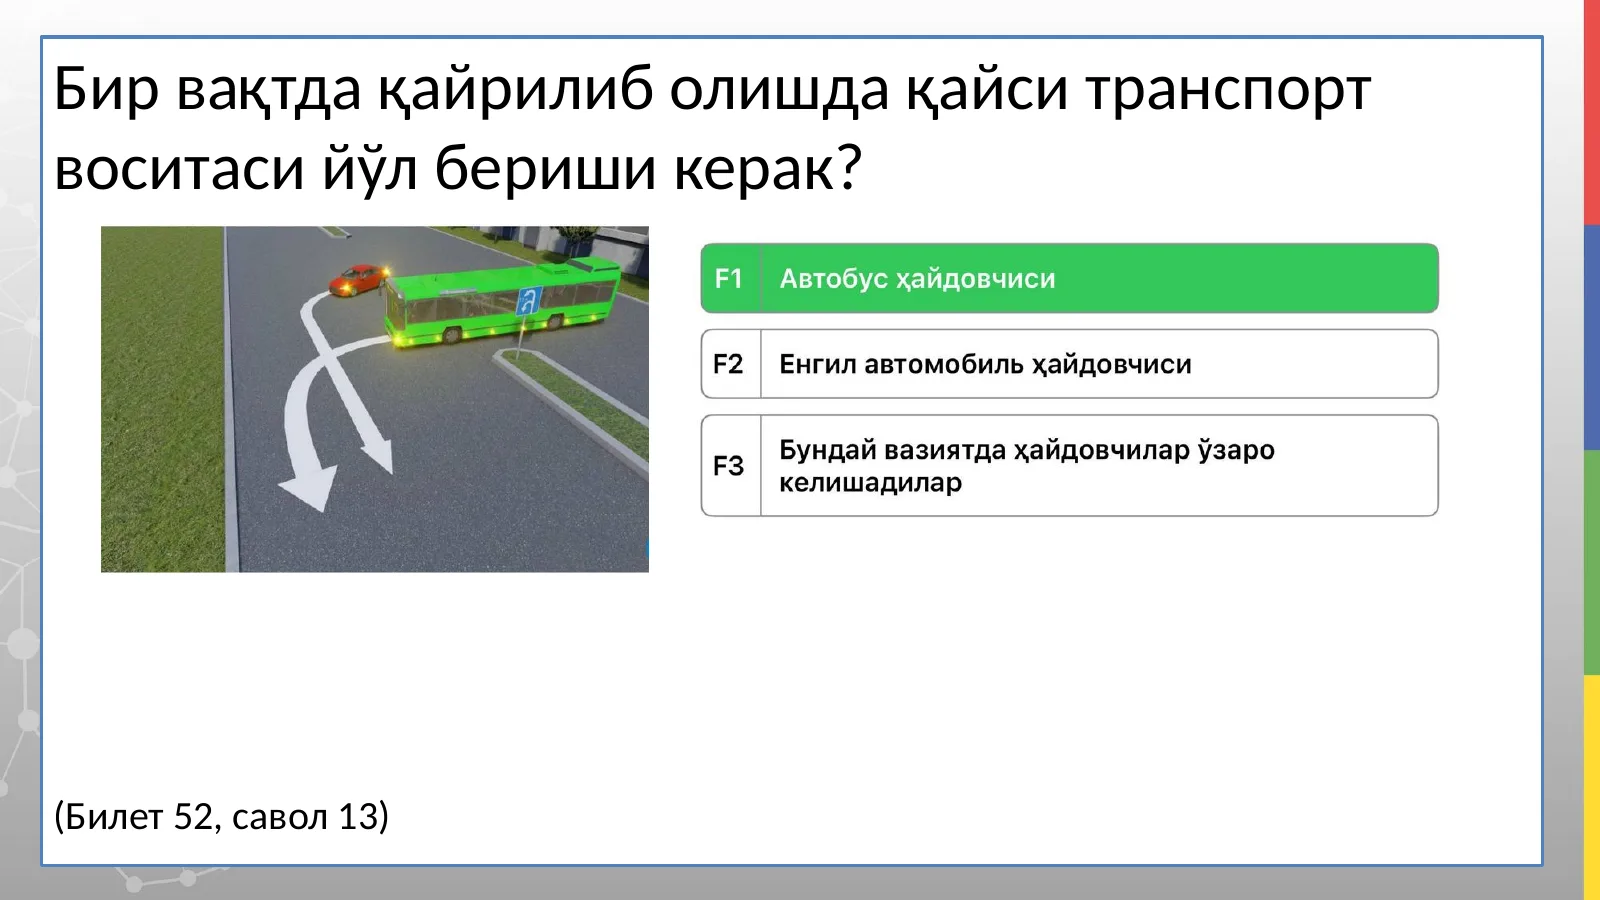 Бир вақтда қайрилиб олишда қайси транспорт
воситаси йўл бериши керак?
F1 Автобус ҳайдовчиси
F2 Енгил автомобиль ҳайдовчиси
F3 Бундай вазиятда ҳайдовчилар ўзаро
келишадилар
(Билет 52, савол 13)